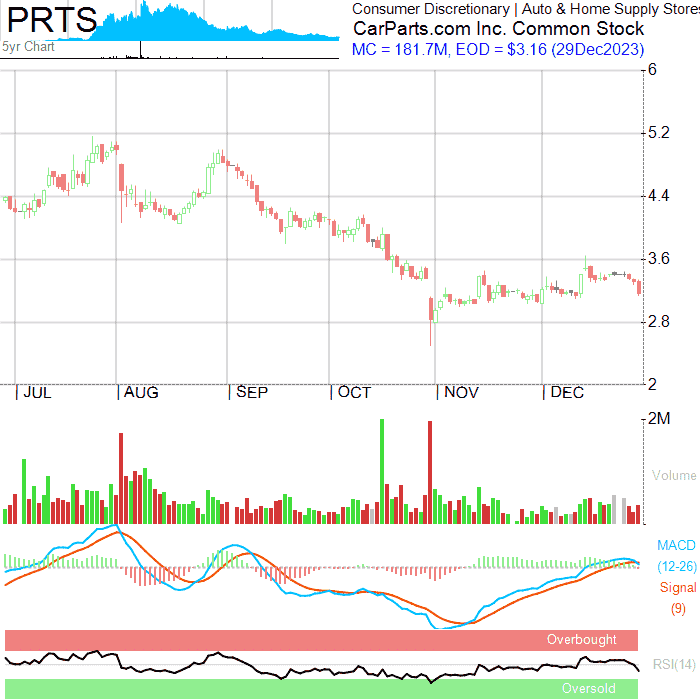 PRTS
5yr Chart
Consumer Discretionary | Auto & Home Supply Stores
CarParts.com Inc. Common Stock
MC = 181.7M, EOD = $3.16 (29Dec2023)
6
5.2
4.4
3.6
2.8
2
| JUL | AUG | SEP | OCT | NOV | DEC
2M
Volume
MACD
(12-26)
Signal
(9)
Overbought
RSI(14)
Oversold